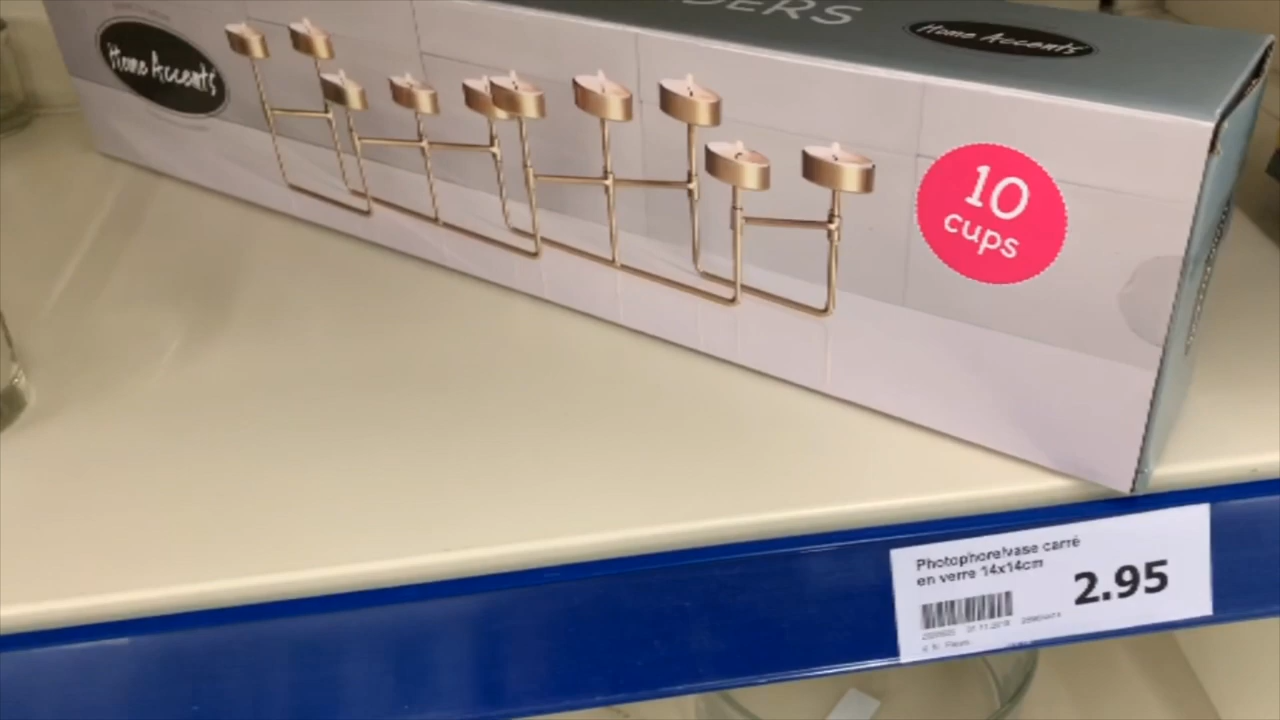 Home Accents
Home Accents
10
cups
Photophore/vase carré
en verre 14x14cm
2.95